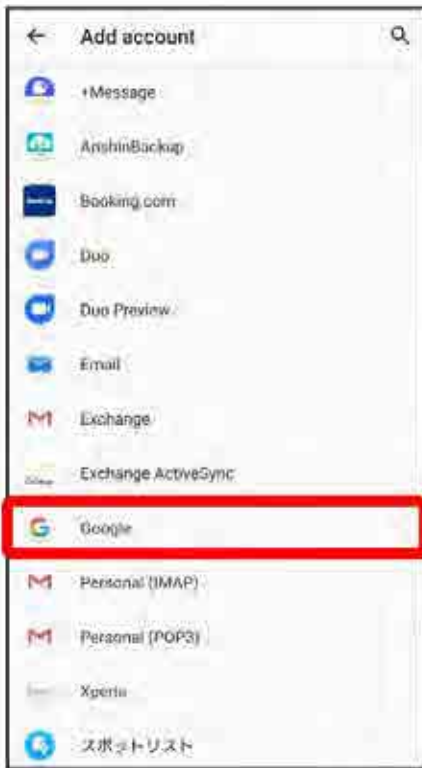 Add account
+Message
AnshinBackup
Booking.com
Duo
Duo Preview
Email
Exchange
Exchange ActiveSync
Google
Personal (IMAP)
Personal (POP3)
Xperia
スポットリスト